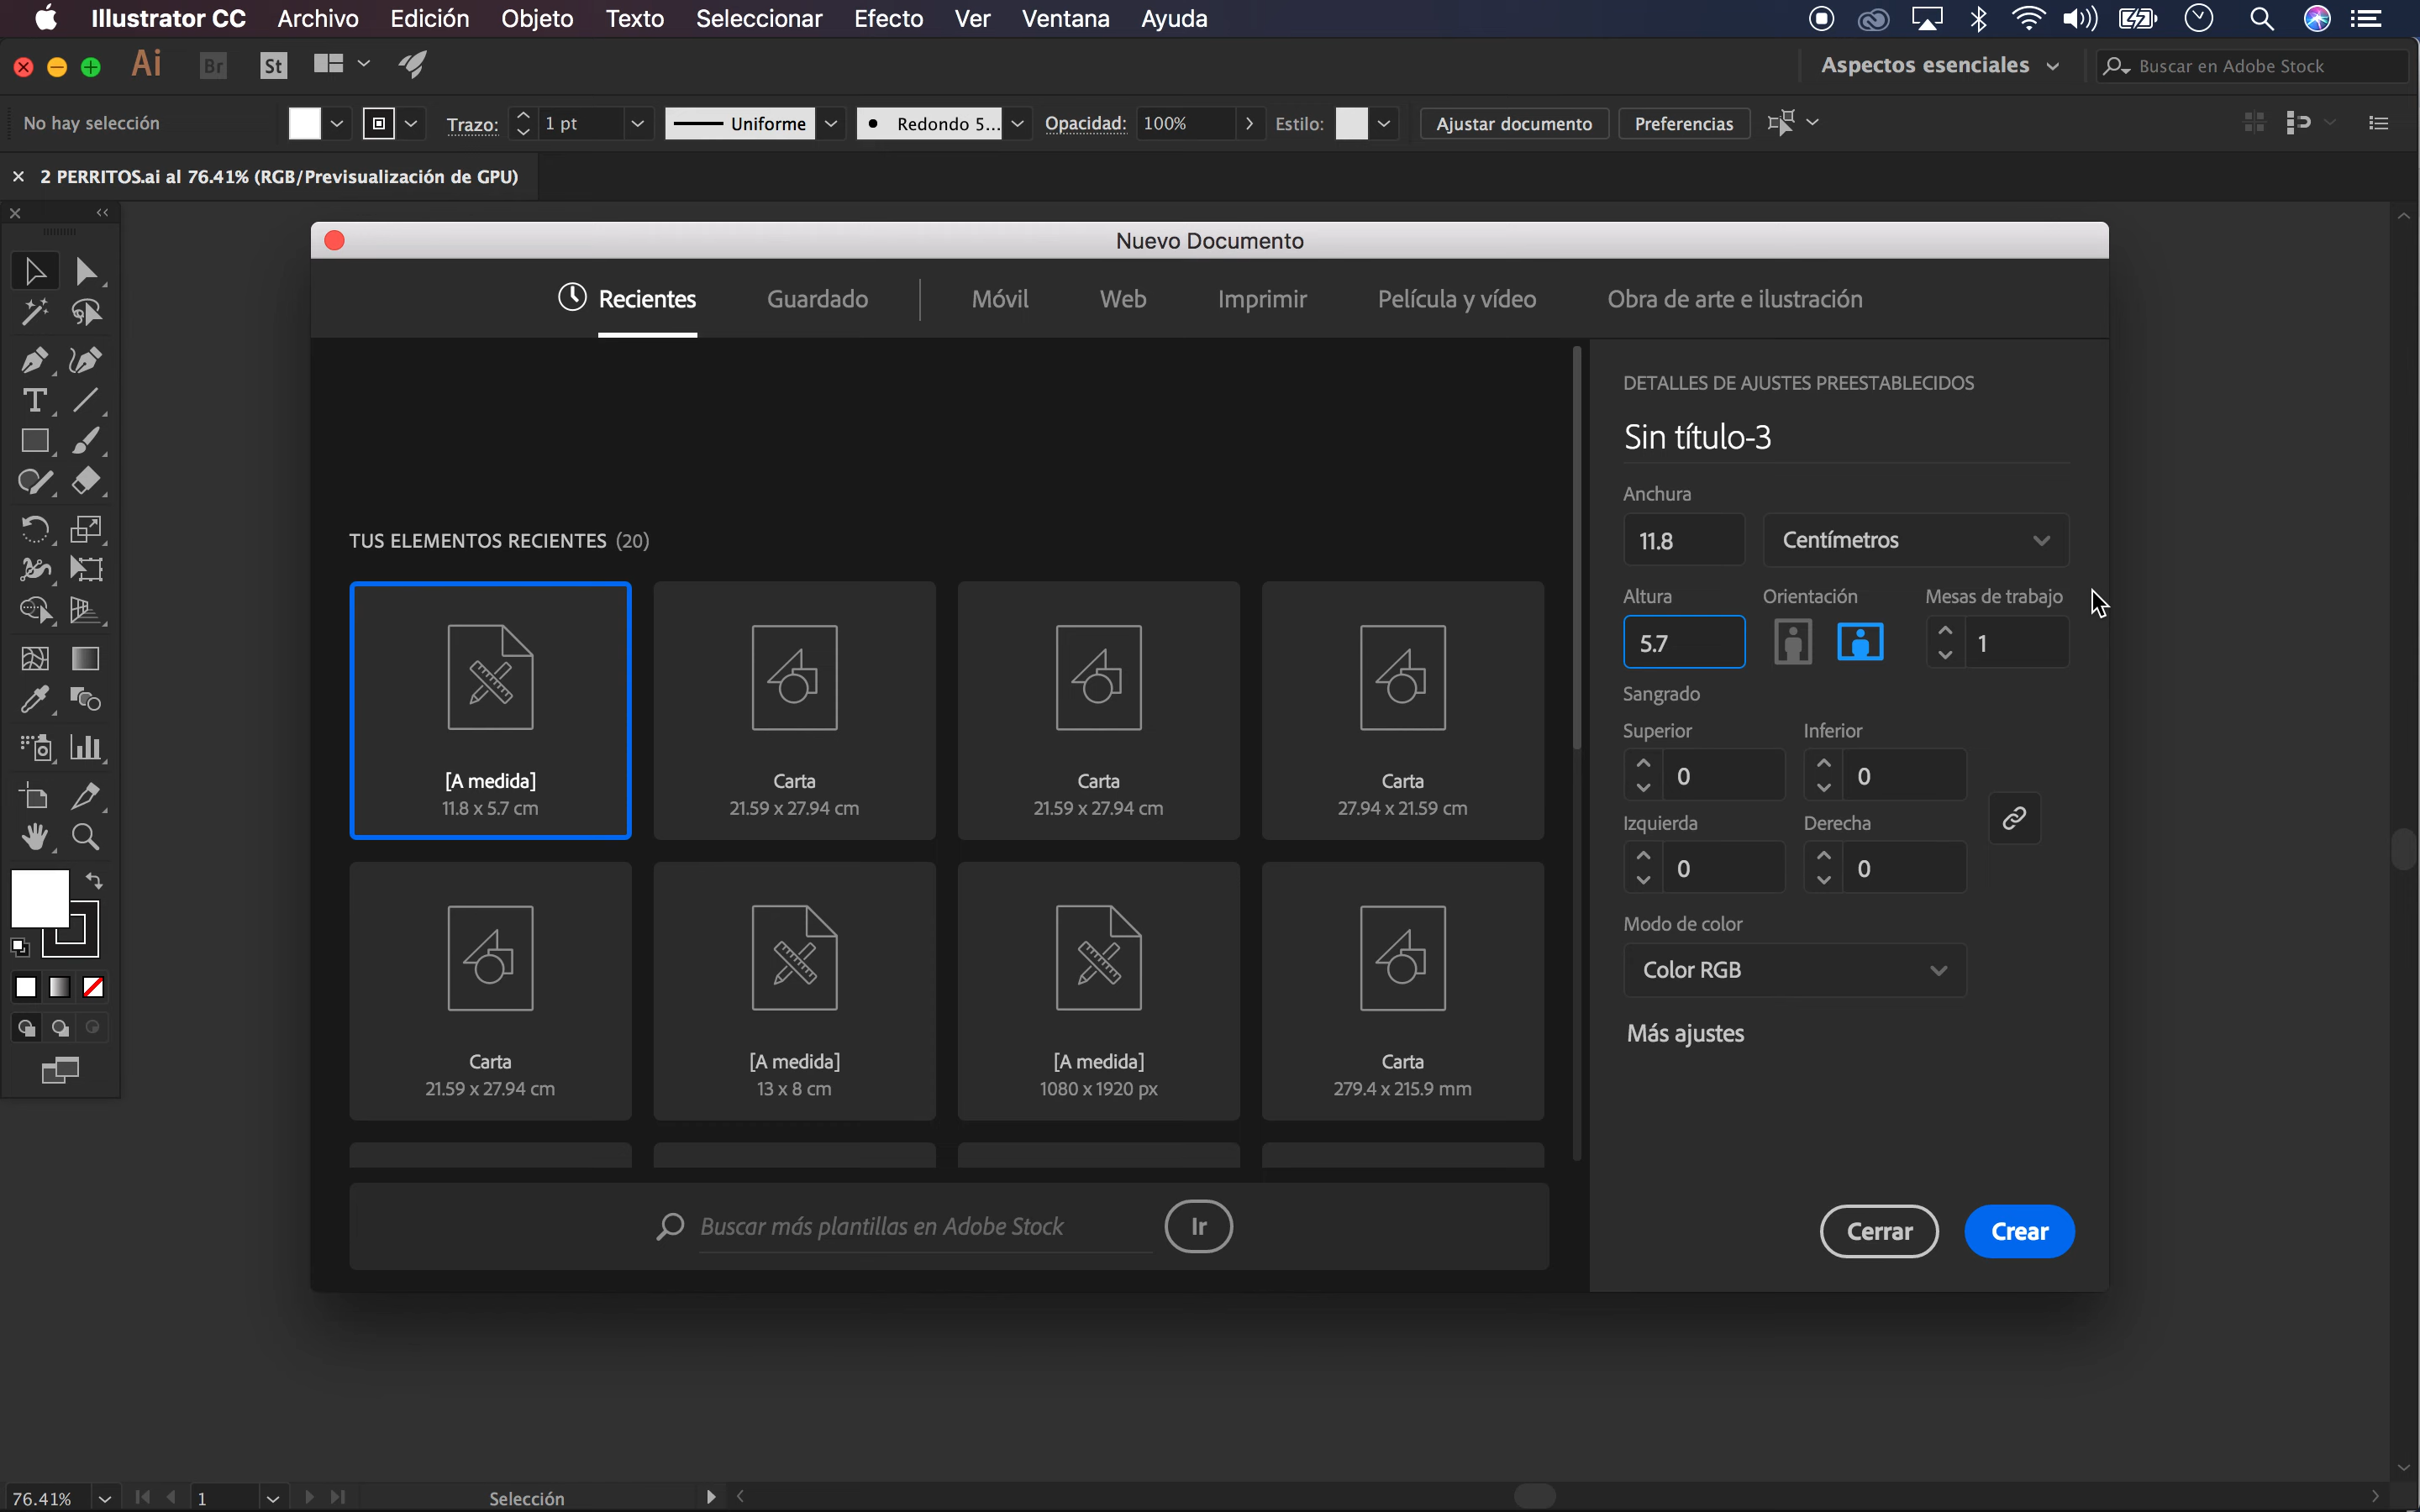 Illustrator CC Archivo Edición Objeto Texto Seleccionar Efecto Ver Ventana Ayuda
Ai Br St Aspectos esenciales Buscar en Adobe Stock
No hay selección Trazo: 1 pt Uniforme Redondo 5... Opacidad: 100% Estilo: Ajustar documento Preferencias
2 PERRITOS.ai al 76.41% (RGB/Previsualización de GPU)
Nuevo Documento
Recientes Guardado Móvil Web Imprimir Película y vídeo Obra de arte e ilustración
TUS ELEMENTOS RECIENTES (20)
[A medida]
11.8 x 5.7 cm
Carta
21.59 x 27.94 cm
Carta
21.59 x 27.94 cm
Carta
27.94 x 21.59 cm
Carta
21.59 x 27.94 cm
[A medida]
13 x 8 cm
[A medida]
1080 x 1920 px
Carta
279.4 x 215.9 mm
Buscar más plantillas en Adobe Stock Ir
DETALLES DE AJUSTES PREESTABLECIDOS
Sin título-3
Anchura
11.8 Centímetros
Altura Orientación Mesas de trabajo
5.7 1
Sangrado
Superior Inferior
0 0
Izquierda Derecha
0 0
Modo de color
Color RGB
Más ajustes
Cerrar Crear
76.41% 1 Selección